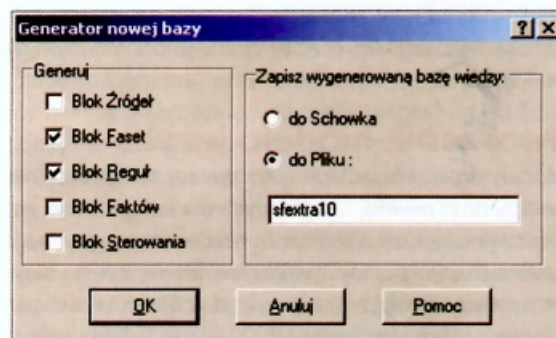 Generator nowej bazy
Generuj
Blok Źródeł
Blok Faset
Blok Reguł
Blok Faktów
Blok Sterowania
Zapisz wygenerowaną bazę wiedzy:
do Schowka
do Pliku :
sfextra10
OK
Anuluj
Pomoc